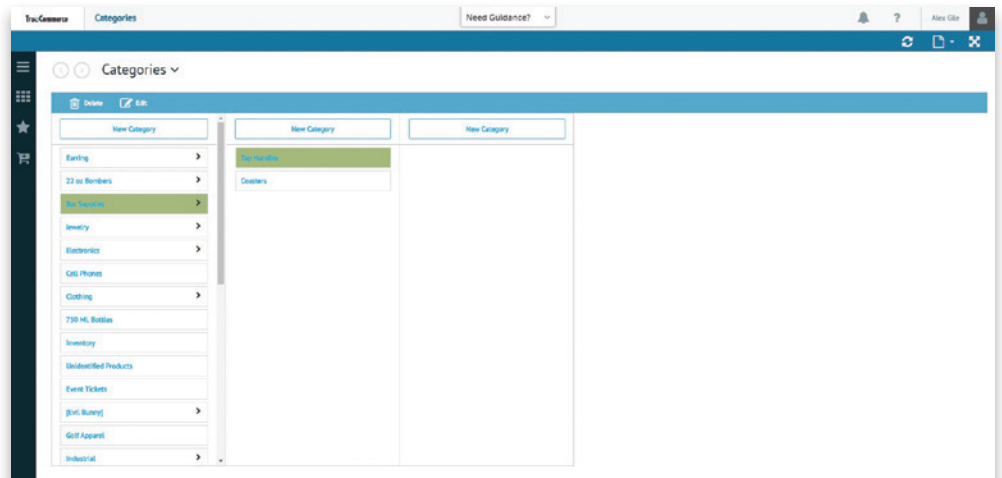 TrueCommerce Categories Need Guidance? ? Alex Gile
Categories
Delete Edit
New Category New Category New Category
Earring Tap Handles
22 oz Bombers Coasters
Bar Supplies
Jewelry
Electronics
Cell Phones
Clothing
750 ML Bottles
Inventory
Unidentified Products
Event Tickets
[Evil Bunny]
Golf Apparel
Industrial